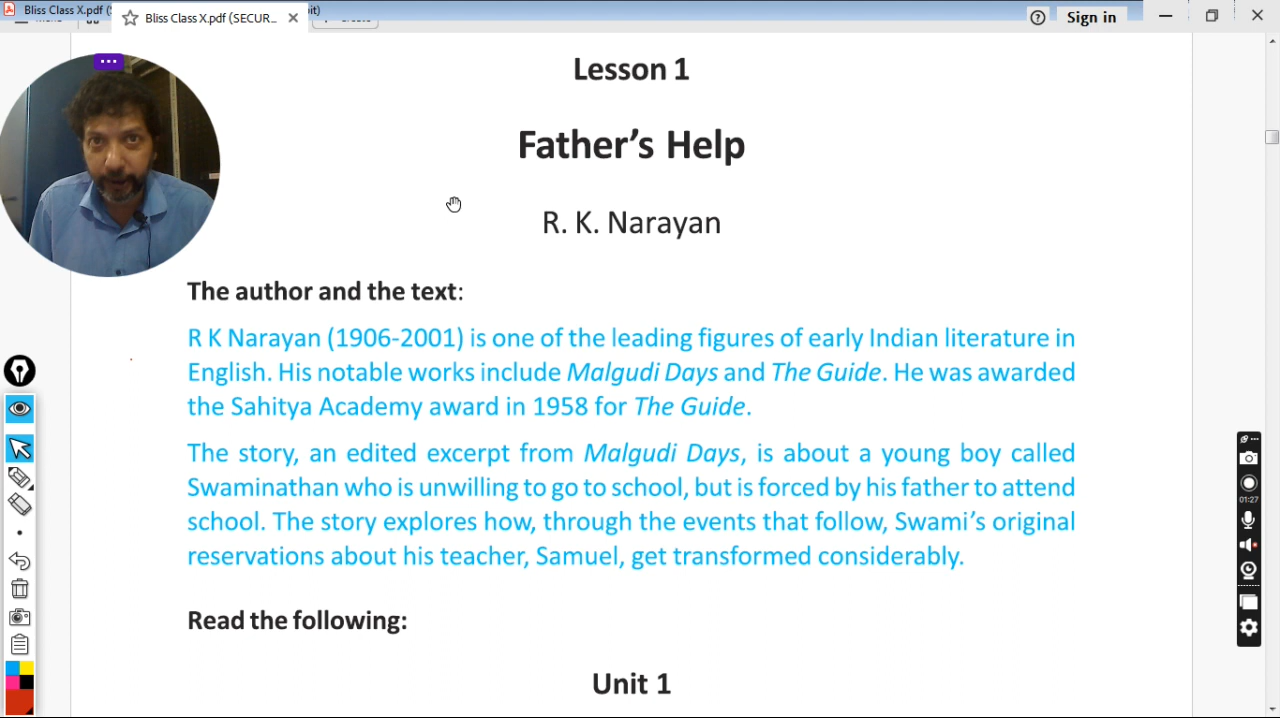 Bliss Class X.pdf (
Bliss Class X.pdf (SECUR...
Sign in
Lesson 1
Father's Help
R. K. Narayan
The author and the text:
R K Narayan (1906-2001) is one of the leading figures of early Indian literature in
English. His notable works include Malgudi Days and The Guide. He was awarded
the Sahitya Academy award in 1958 for The Guide.
The story, an edited excerpt from Malgudi Days, is about a young boy called
Swaminathan who is unwilling to go to school, but is forced by his father to attend
school. The story explores how, through the events that follow, Swami's original
reservations about his teacher, Samuel, get transformed considerably.
Read the following:
Unit 1
01:27